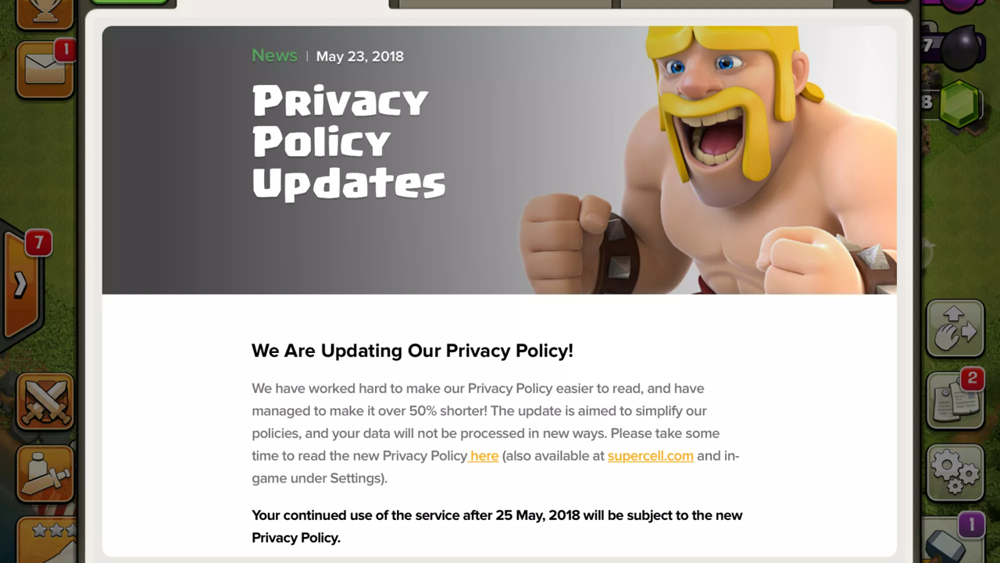 1
News | May 23, 2018
Privacy
Policy
Updates
7
8
7
We Are Updating Our Privacy Policy!
We have worked hard to make our Privacy Policy easier to read, and have
managed to make it over 50% shorter! The update is aimed to simplify our
policies, and your data will not be processed in new ways. Please take some
time to read the new Privacy Policy here (also available at supercell.com and in-
game under Settings).
2
Your continued use of the service after 25 May, 2018 will be subject to the new
Privacy Policy.
1